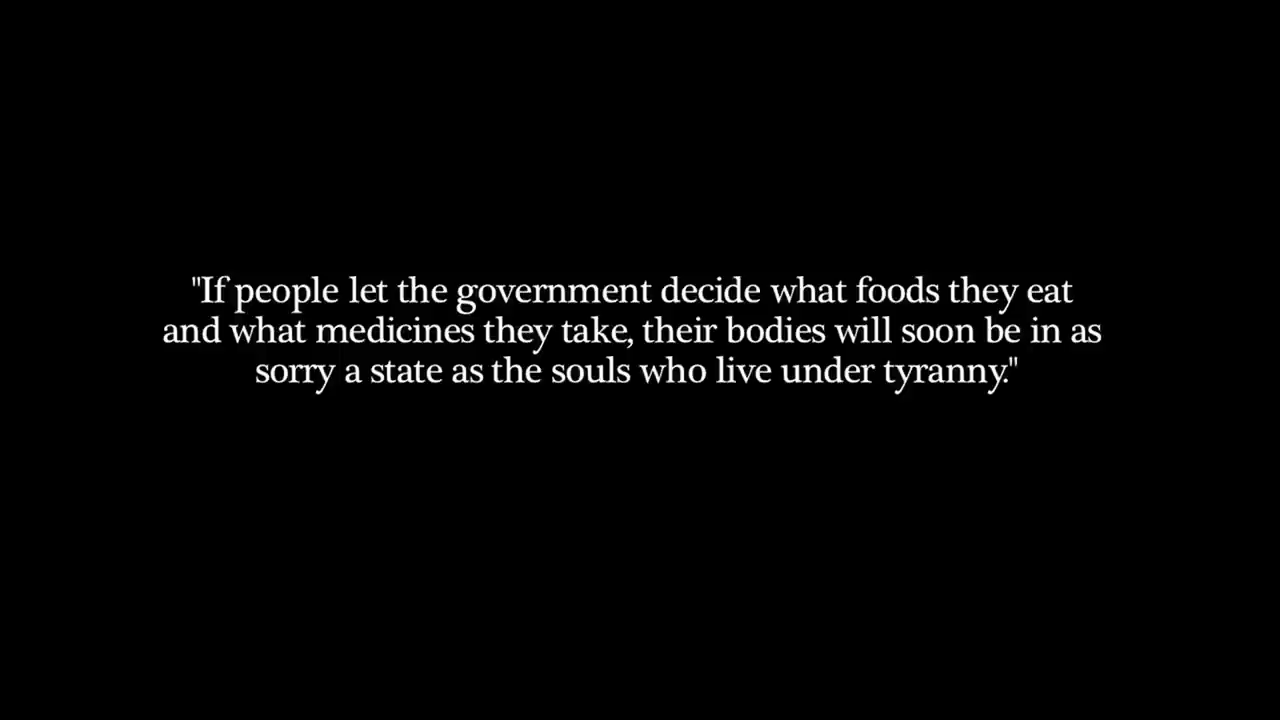 "If people let the government decide what foods they eat
and what medicines they take, their bodies will soon be in as
sorry a state as the souls who live under tyranny."